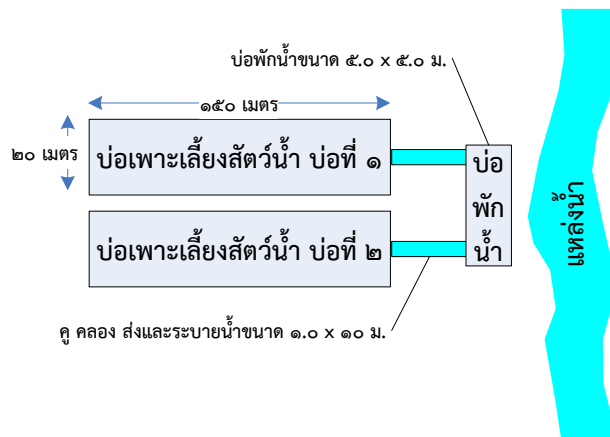 บ่อพักน้ำขนาด ๕.๐ x ๕.๐ ม.
๑๕๐ เมตร
๒๐ เมตร
บ่อเพาะเลี้ยงสัตว์น้ำ บ่อที่ ๑
บ่อ
พัก
น้ำ
บ่อเพาะเลี้ยงสัตว์น้ำ บ่อที่ ๒
แหล่งน้ำ
คู คลอง ส่งและระบายน้ำขนาด ๑.๐ x ๑๐ ม.